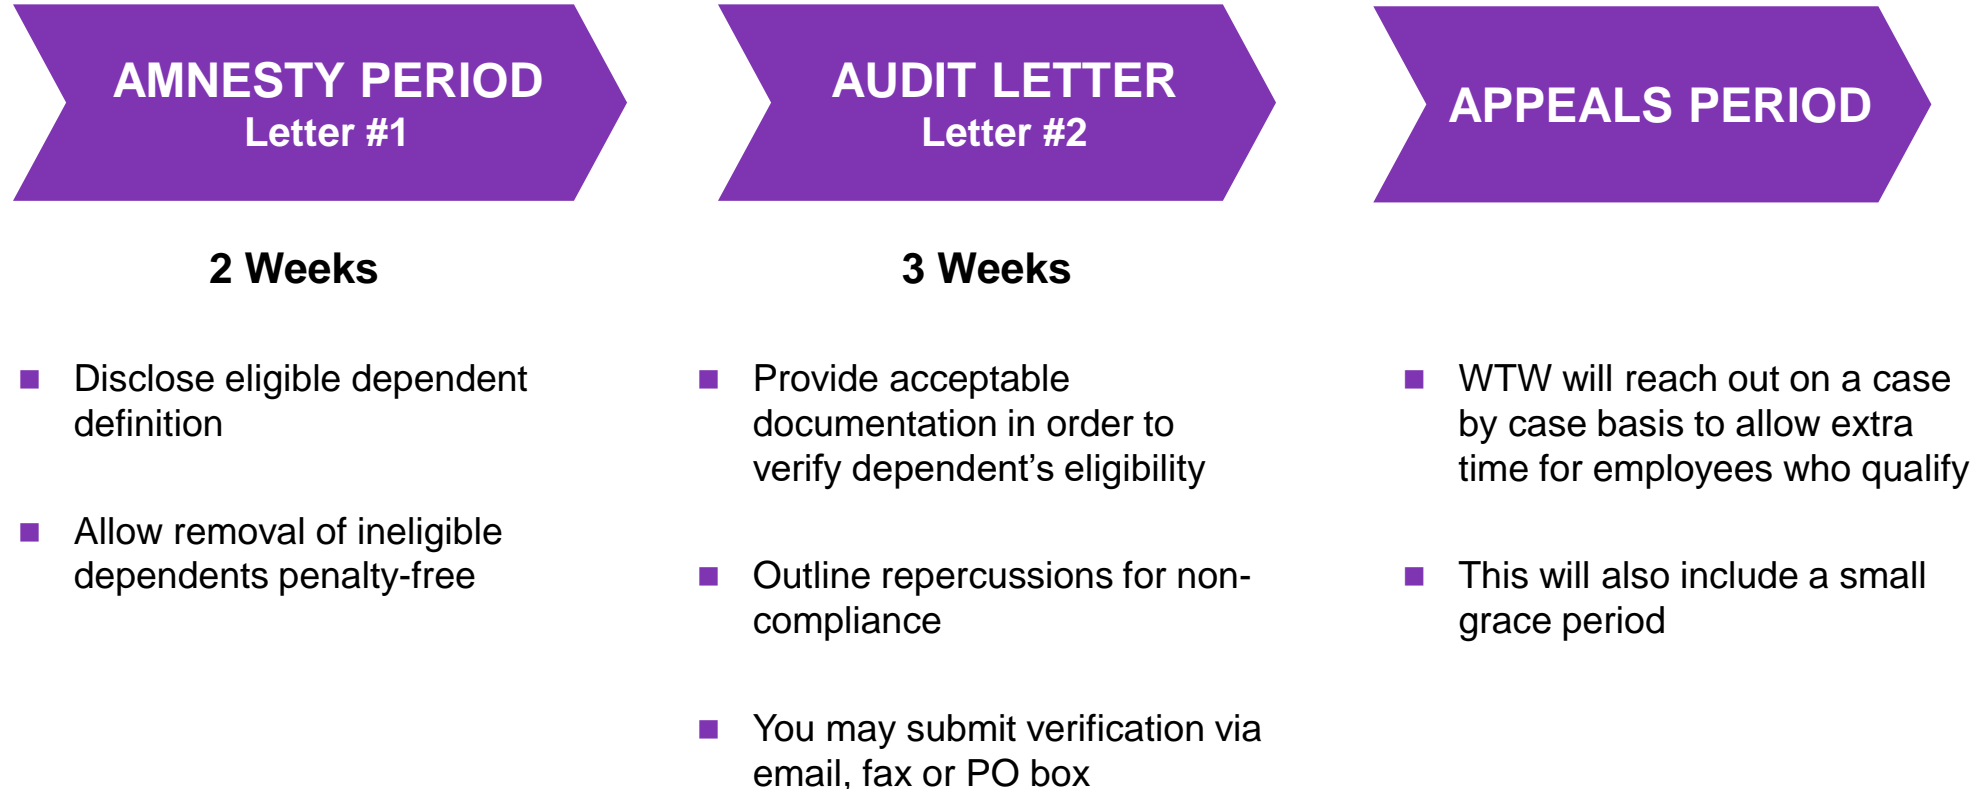 AMNESTY PERIOD
Letter #1
2 Weeks
Disclose eligible dependent
definition
Allow removal of ineligible
dependents penalty-free
AUDIT LETTER
Letter #2
3 Weeks
Provide acceptable
documentation in order to
verify dependent’s eligibility
Outline repercussions for non-
compliance
You may submit verification via
email, fax or PO box
APPEALS PERIOD
WTW will reach out on a case
by case basis to allow extra
time for employees who qualify
This will also include a small
grace period